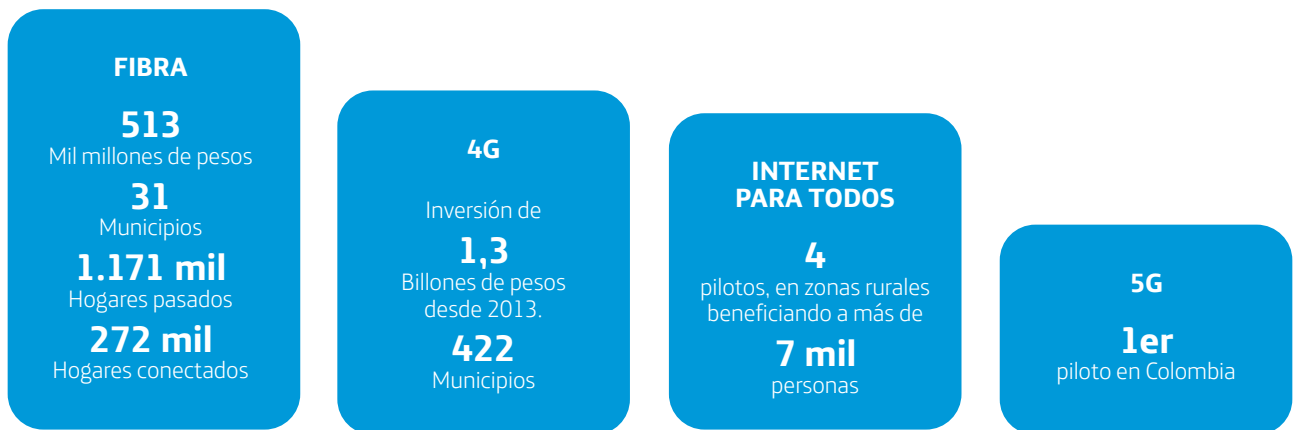 FIBRA
513
Mil millones de pesos
31
Municipios
1.171 mil
Hogares pasados
272 mil
Hogares conectados
4G
Inversión de
1,3
Billones de pesos
desde 2013.
422
Municipios
INTERNET
PARA TODOS
4
pilotos, en zonas rurales
beneficiando a más de
7 mil
personas
5G
1er
piloto en Colombia